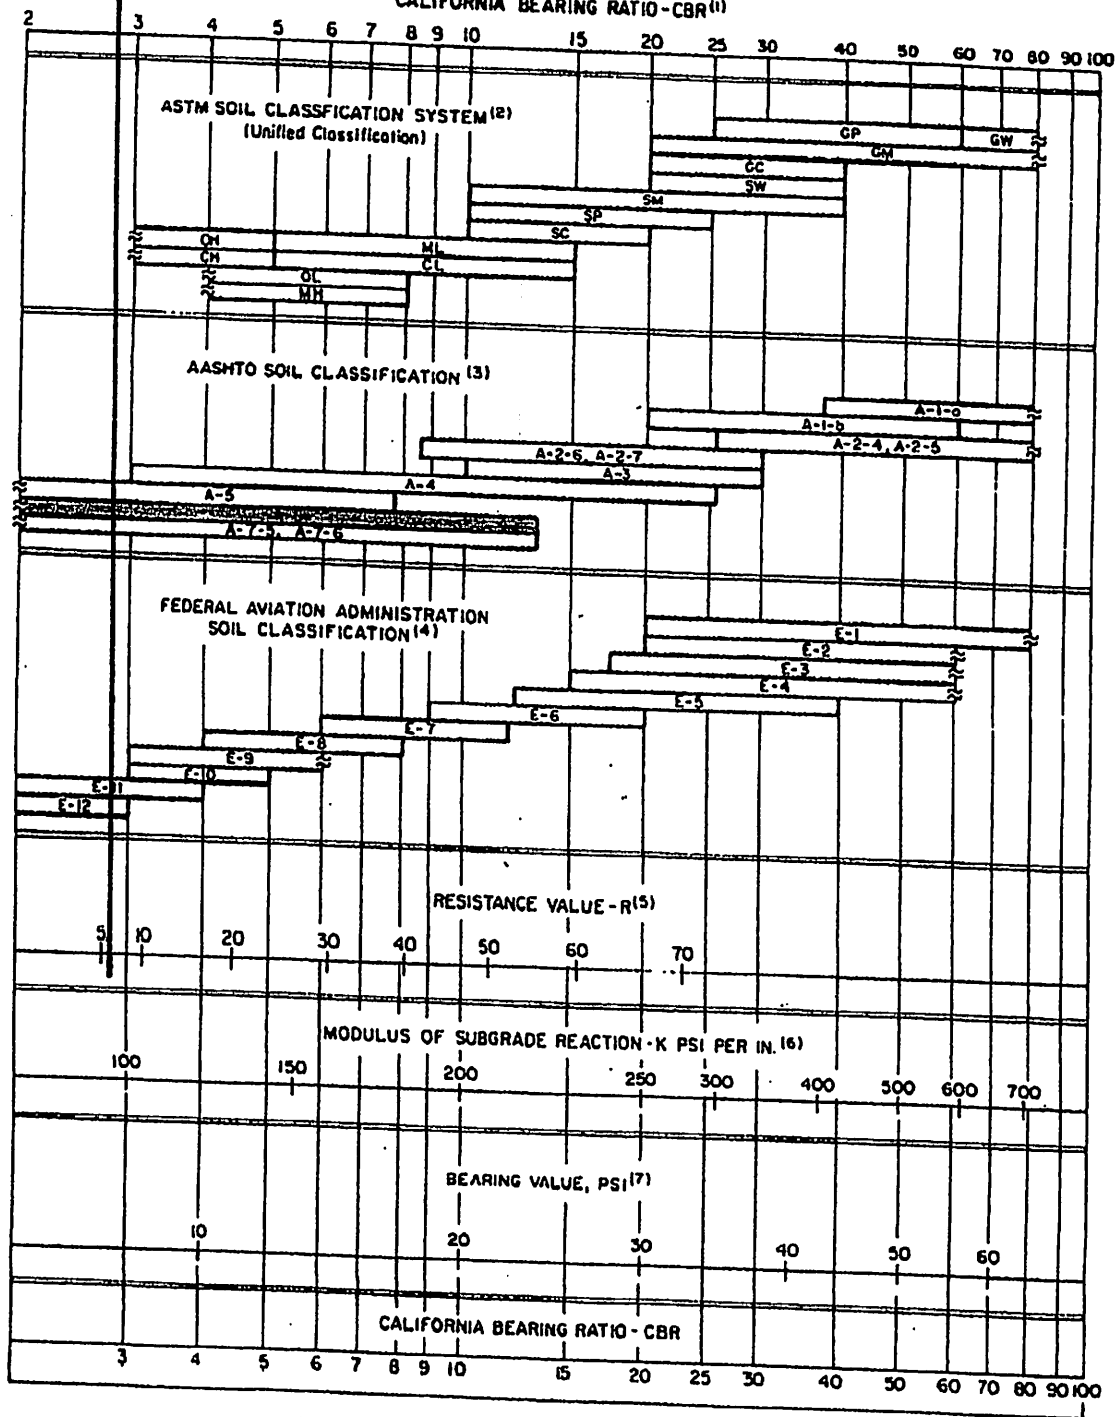 CALIFORNIA BEARING RATIO-CBR(1)
2 3 4 5 6 7 8 9 10 15 20 25 30 40 50 60 70 80 90 100
ASTM SOIL CLASSFICATION SYSTEM(2)
(Unified Classification)
GP
GW
GM
GC
SW
SM
SP
SC
OH
ML
CH
CL
OL
MH
AASHTO SOIL CLASSIFICATION(3)
A-1-a
A-1-b
A-2-4, A-2-5
A-2-6, A-2-7
A-3
A-4
A-5
A-7-5, A-7-6
FEDERAL AVIATION ADMINISTRATION
SOIL CLASSIFICATION(4)
E-1
E-2
E-3
E-4
E-5
E-6
E-7
E-8
E-9
E-10
E-11
E-12
RESISTANCE VALUE-R(5)
5 10 20 30 40 50 60 70
MODULUS OF SUBGRADE REACTION-K PSI PER IN.(6)
100 150 200 250 300 400 500 600 700
BEARING VALUE, PSI(7)
10 20 30 40 50 60
CALIFORNIA BEARING RATIO-CBR
3 4 5 6 7 8 9 10 15 20 25 30 40 50 60 70 80 90 100